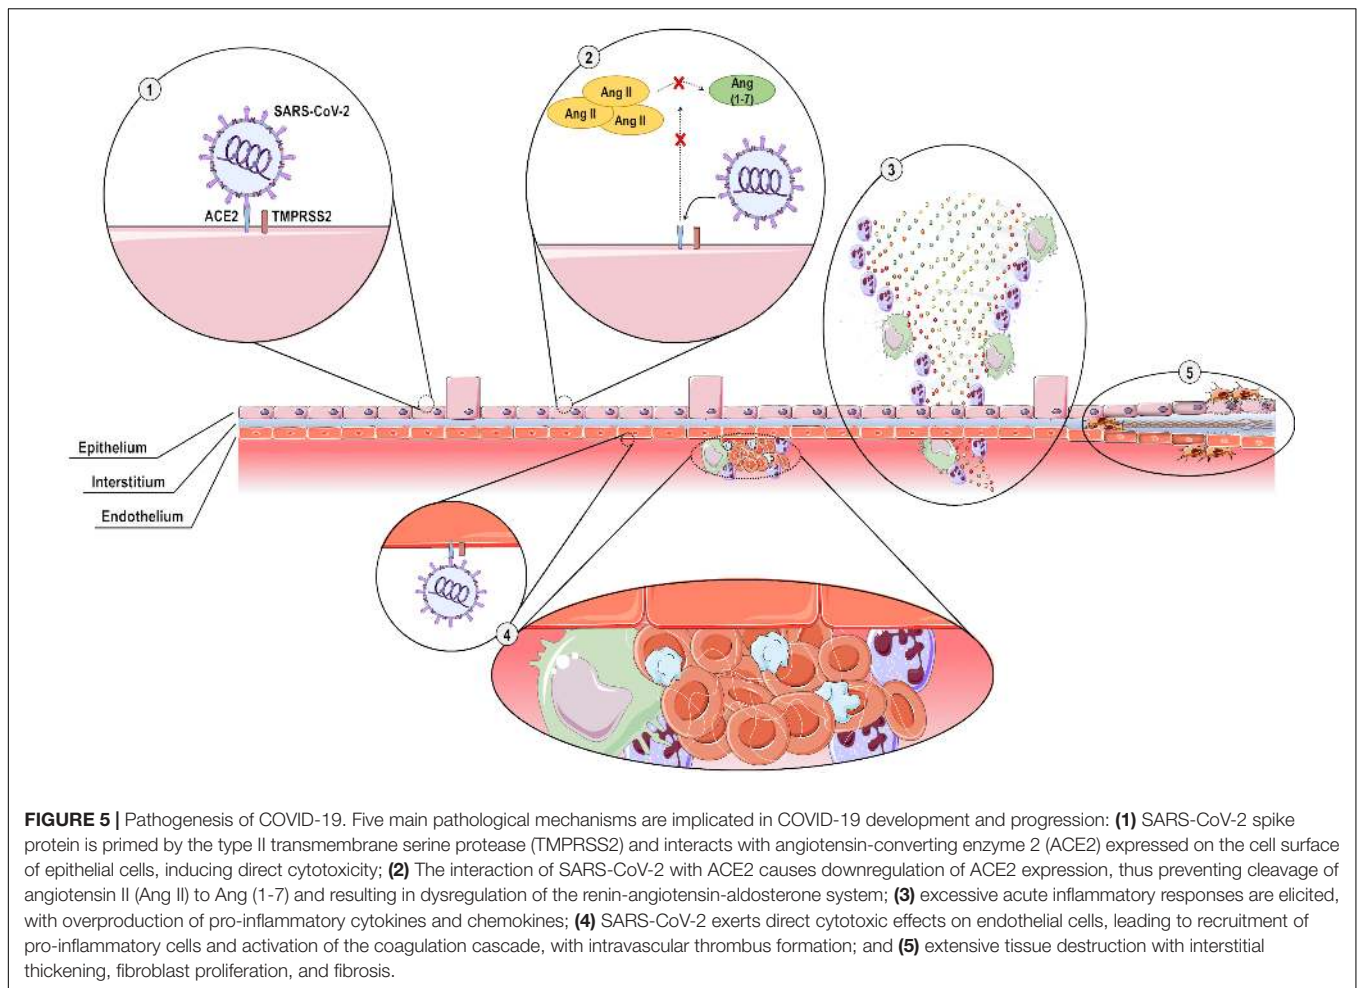 1
SARS-CoV-2
ACE2
TMPRSS2
2
Ang II
Ang II
Ang II
Ang
(1-7)
3
5
Epithelium
Interstitium
Endothelium
4
FIGURE 5 | Pathogenesis of COVID-19. Five main pathological mechanisms are implicated in COVID-19 development and progression: (1) SARS-CoV-2 spike
protein is primed by the type II transmembrane serine protease (TMPRSS2) and interacts with angiotensin-converting enzyme 2 (ACE2) expressed on the cell surface
of epithelial cells, inducing direct cytotoxicity; (2) The interaction of SARS-CoV-2 with ACE2 causes downregulation of ACE2 expression, thus preventing cleavage of
angiotensin II (Ang II) to Ang (1-7) and resulting in dysregulation of the renin-angiotensin-aldosterone system; (3) excessive acute inflammatory responses are elicited,
with overproduction of pro-inflammatory cytokines and chemokines; (4) SARS-CoV-2 exerts direct cytotoxic effects on endothelial cells, leading to recruitment of
pro-inflammatory cells and activation of the coagulation cascade, with intravascular thrombus formation; and (5) extensive tissue destruction with interstitial
thickening, fibroblast proliferation, and fibrosis.